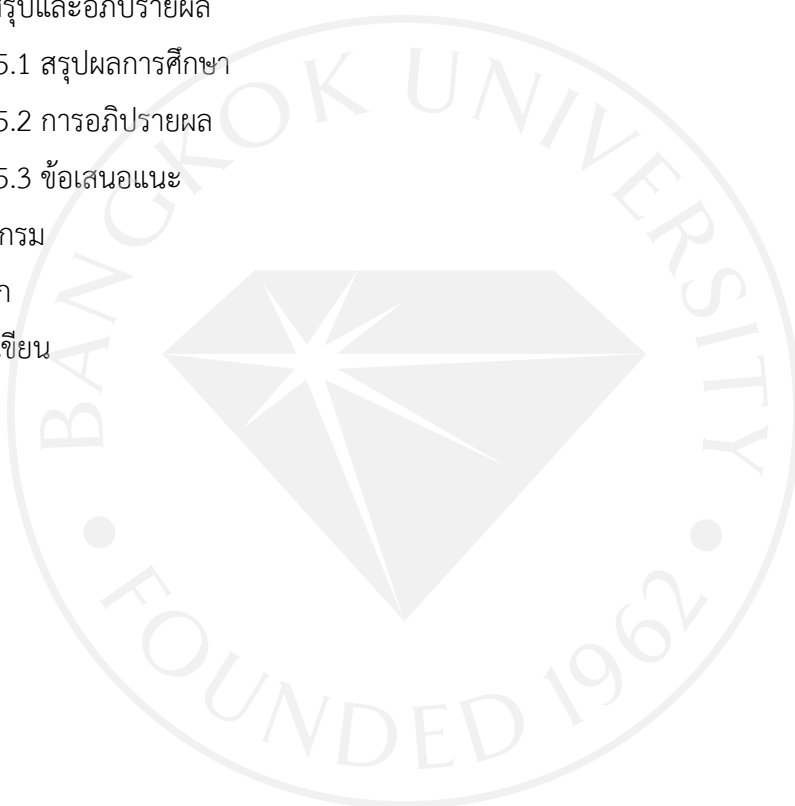 สรุปและอภิปรายผล
5.1 สรุปผลการศึกษา
5.2 การอภิปรายผล
5.3 ข้อเสนอแนะ
กรม
ก
เขียน
BANGKOK UNIVERSITY
FOUNDED 1962